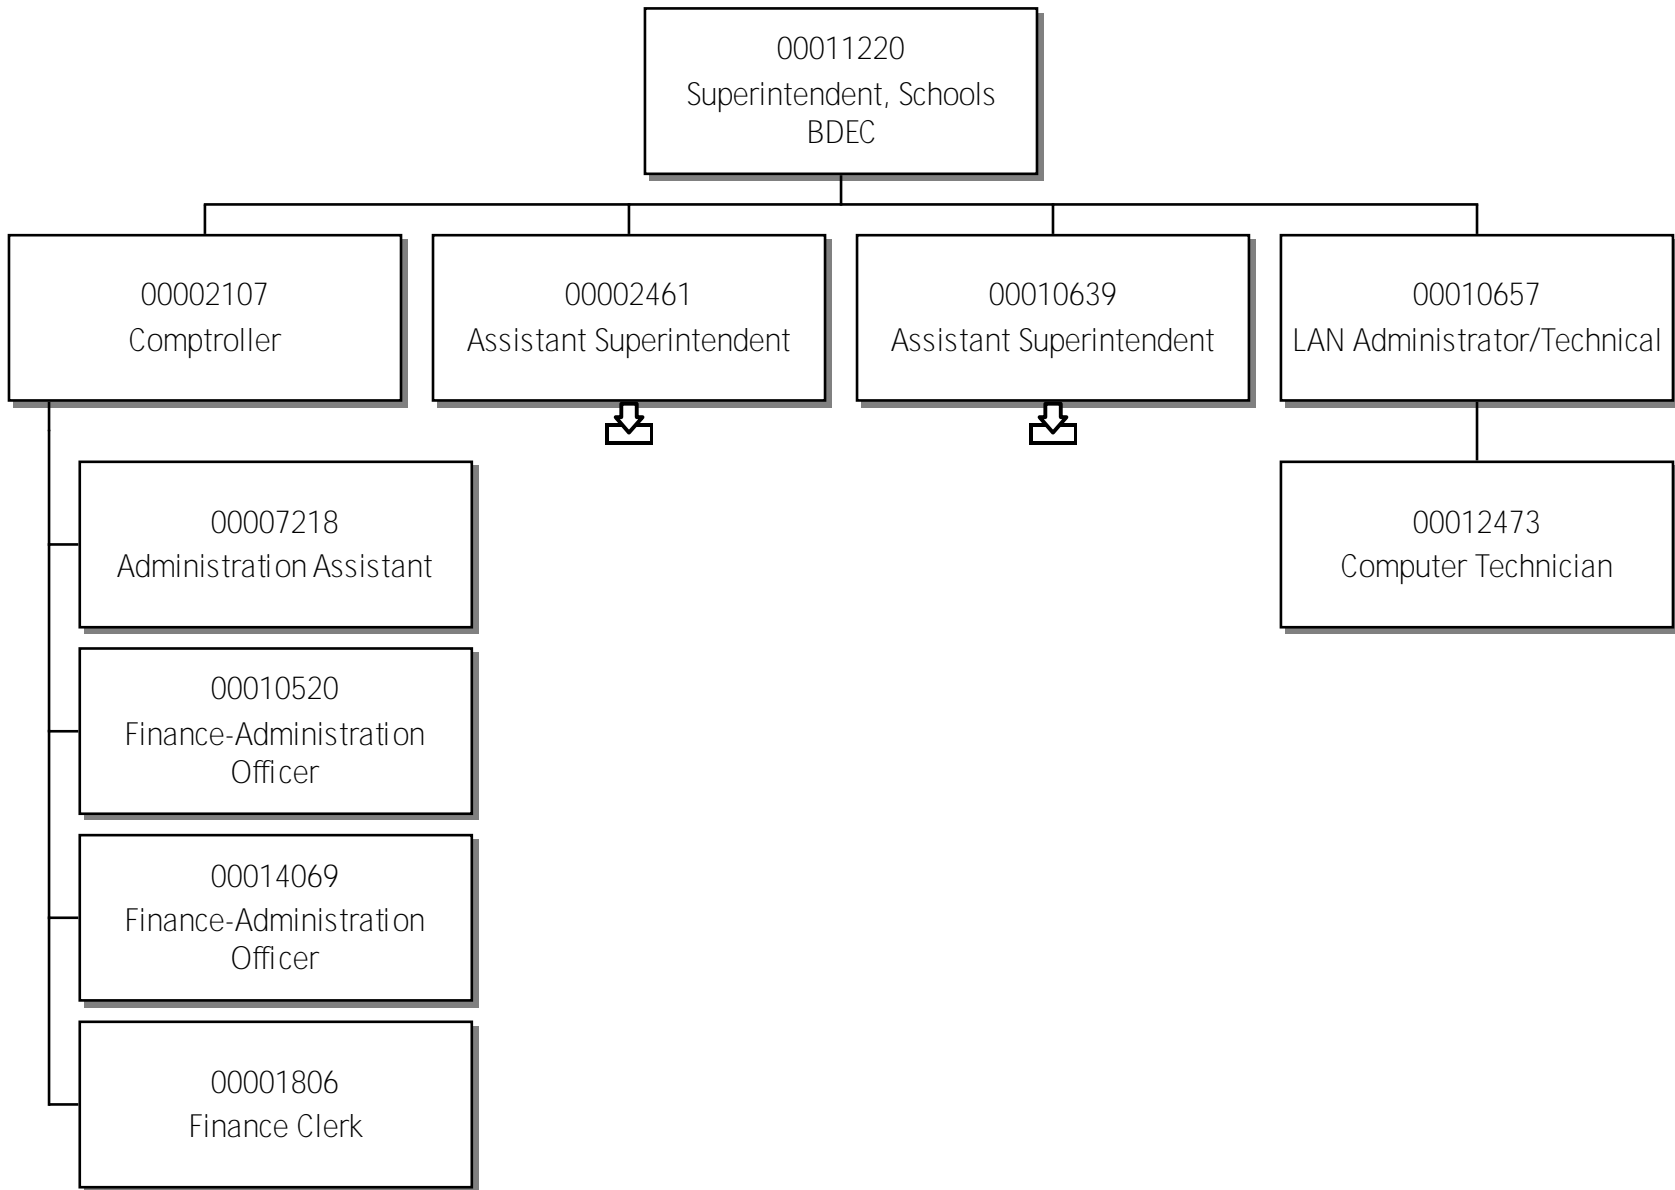 00011220
Superintendent, Schools
BDEC
00002107
Comptroller
00002461
Assistant Superintendent
00010639
Assistant Superintendent
00010657
LAN Administrator/Technical
00007218
Administration Assistant
00012473
Computer Technician
00010520
Finance-Administration
Officer
00014069
Finance-Administration
Officer
00001806
Finance Clerk